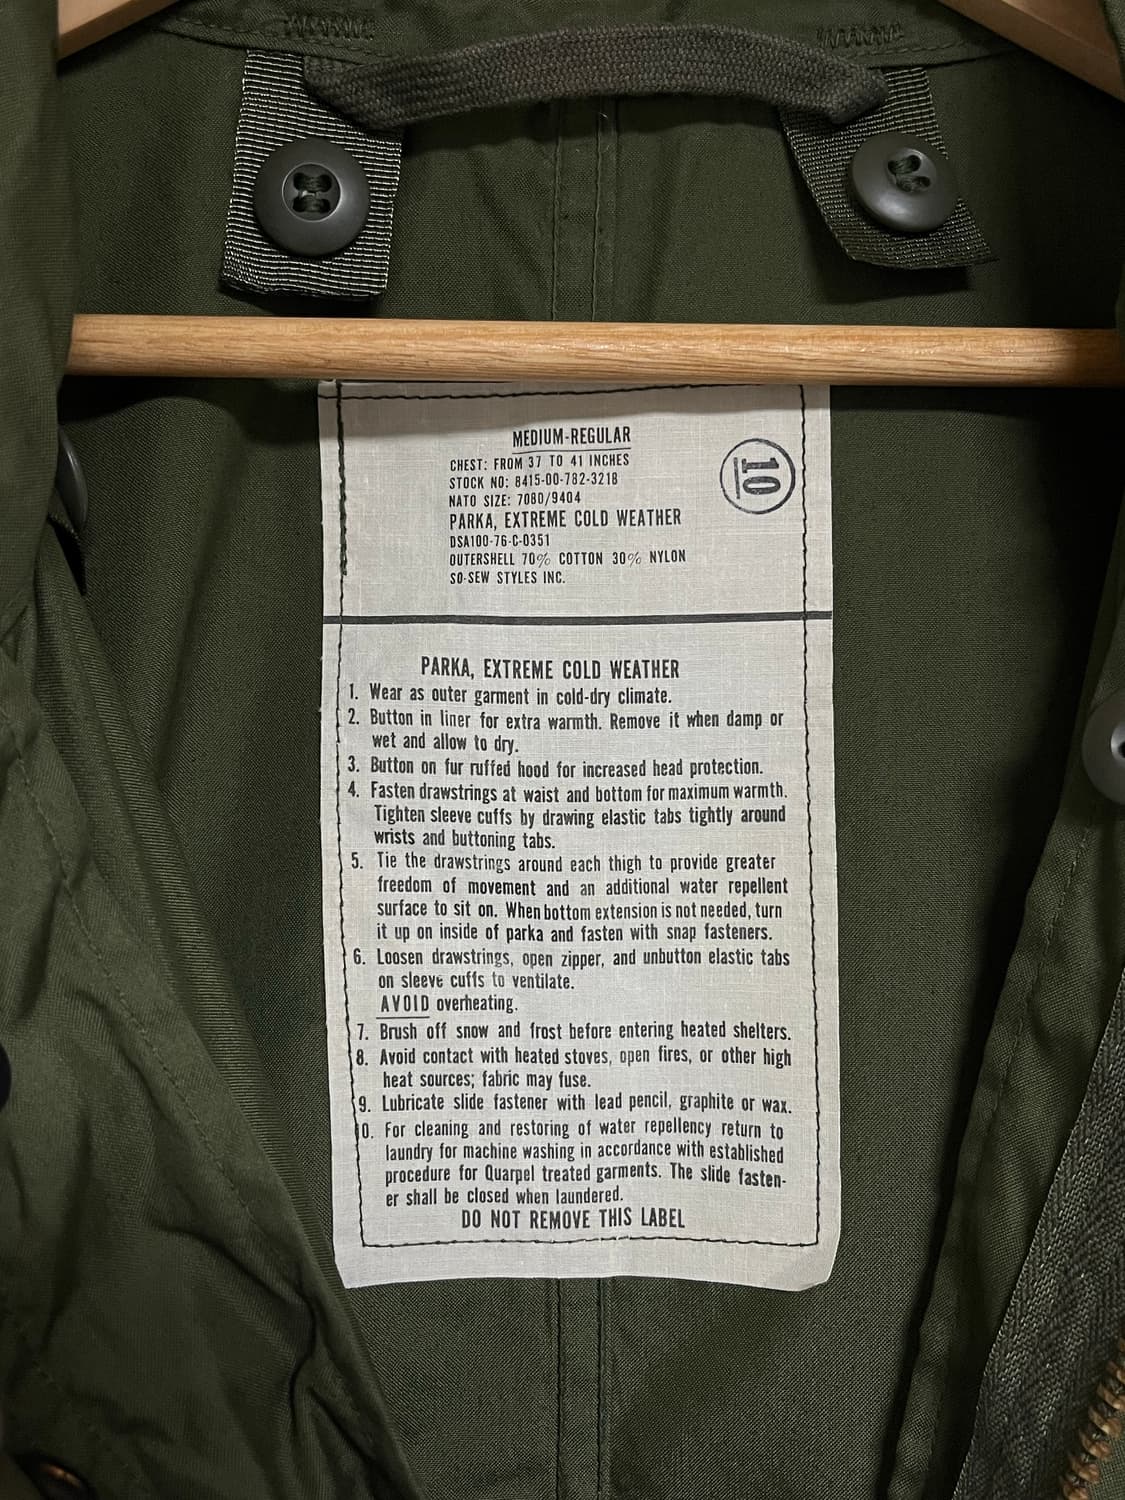 MEDIUM-REGULAR
CHEST: FROM 37 TO 41 INCHES
STOCK NO: 8415-00-782-3218
NATO SIZE: 7080/9404
PARKA, EXTREME COLD WEATHER
DSA100-76-C-0351
OUTERSHELL 70% COTTON 30% NYLON
SO-SEW STYLES INC.
10
PARKA, EXTREME COLD WEATHER
1. Wear as outer garment in cold-dry climate.
2. Button in liner for extra warmth. Remove it when damp or
wet and allow to dry.
3. Button on fur ruffed hood for increased head protection.
4. Fasten drawstrings at waist and bottom for maximum warmth.
Tighten sleeve cuffs by drawing elastic tabs tightly around
wrists and buttoning tabs.
5. Tie the drawstrings around each thigh to provide greater
freedom of movement and an additional water repellent
surface to sit on. When bottom extension is not needed, turn
it up on inside of parka and fasten with snap fasteners.
6. Loosen drawstrings, open zipper, and unbutton elastic tabs
on sleeve cuffs to ventilate.
AVOID overheating.
7. Brush off snow and frost before entering heated shelters.
8. Avoid contact with heated stoves, open fires, or other high
heat sources; fabric may fuse.
9. Lubricate slide fastener with lead pencil, graphite or wax.
10. For cleaning and restoring of water repellency return to
laundry for machine washing in accordance with established
procedure for Quarpel treated garments. The slide fasten-
er shall be closed when laundered.
DO NOT REMOVE THIS LABEL